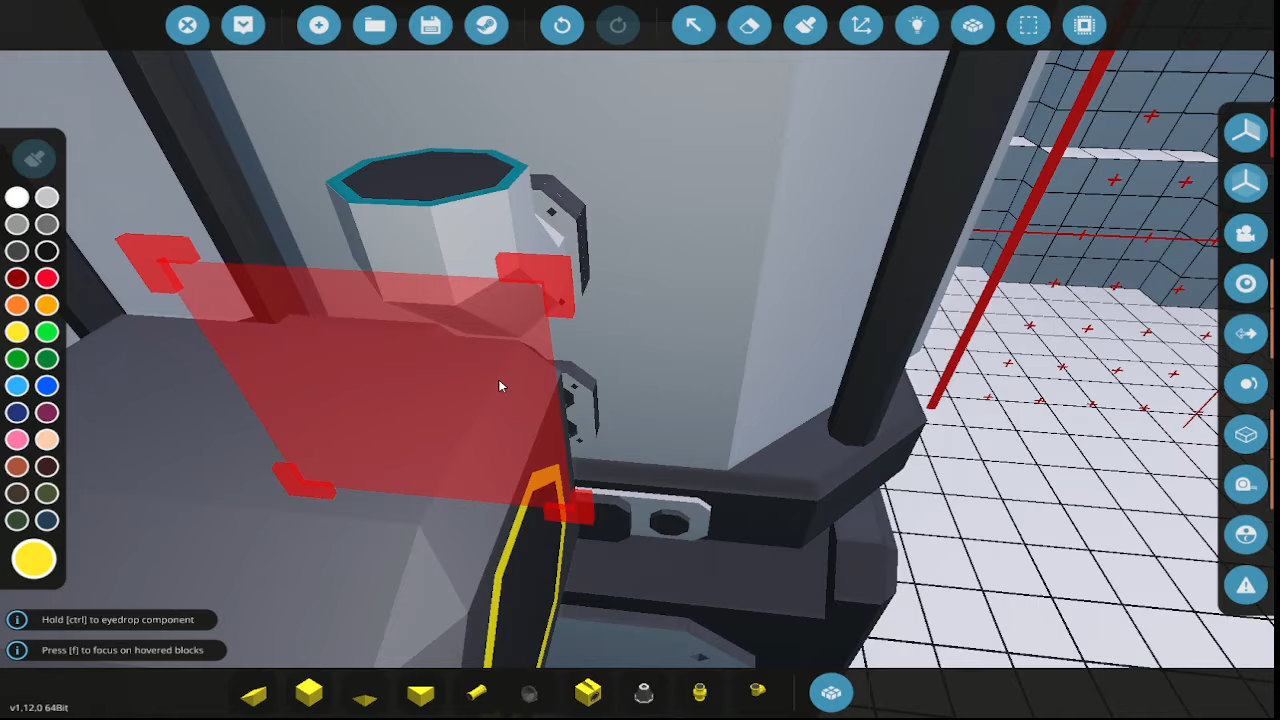 Hold [ctrl] to eyedrop component
Press [f] to focus on hovered blocks
v1.12.0 64Bit